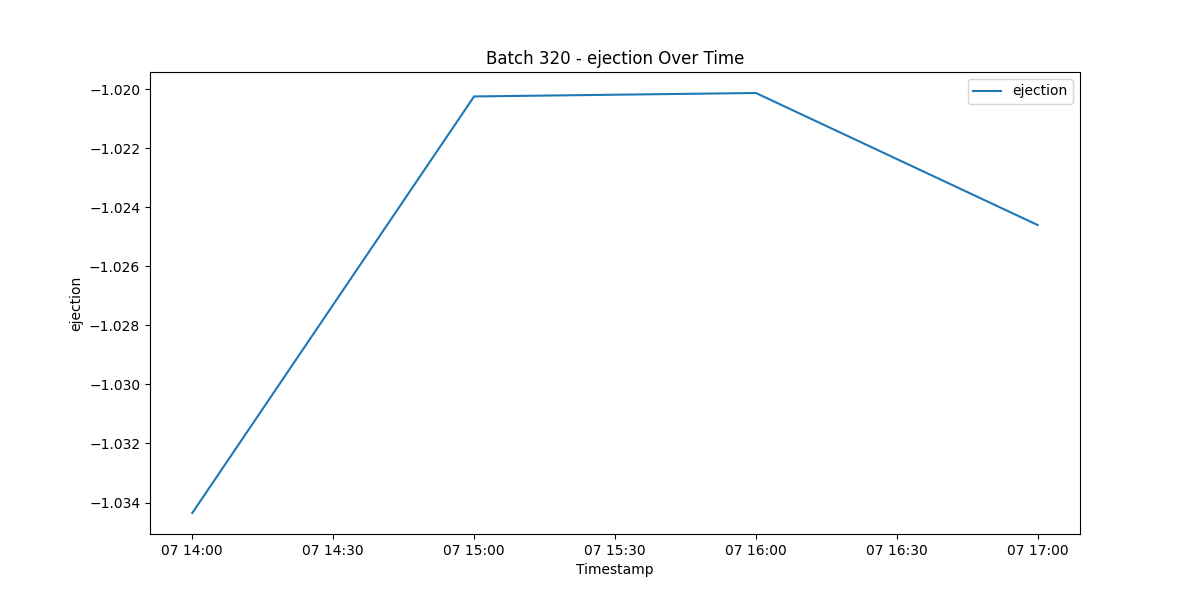 Batch 320 - ejection Over Time
ejection
−1.020
−1.022
−1.024
−1.026
−1.028
−1.030
−1.032
−1.034
ejection
07 14:00 07 14:30 07 15:00 07 15:30 07 16:00 07 16:30 07 17:00
Timestamp